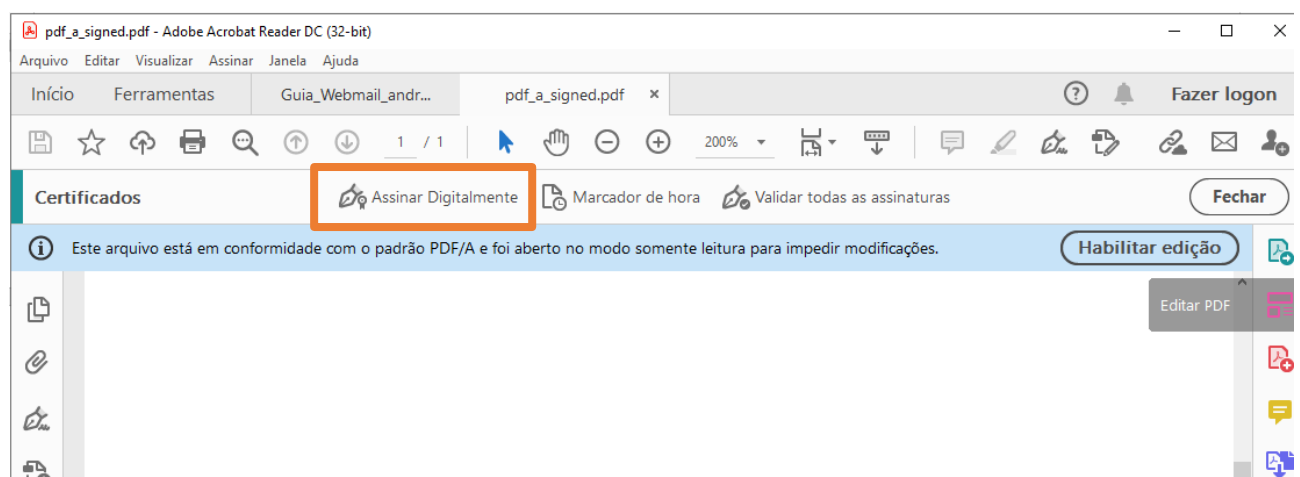 pdf_a_signed.pdf - Adobe Acrobat Reader DC (32-bit)
Arquivo Editar Visualizar Assinar Janela Ajuda
Início Ferramentas Guia_Webmail_andr... pdf_a_signed.pdf × ? Fazer logon
1 / 1 200%
Certificados Assinar Digitalmente Marcador de hora Validar todas as assinaturas Fechar
Este arquivo está em conformidade com o padrão PDF/A e foi aberto no modo somente leitura para impedir modificações. Habilitar edição
Editar PDF